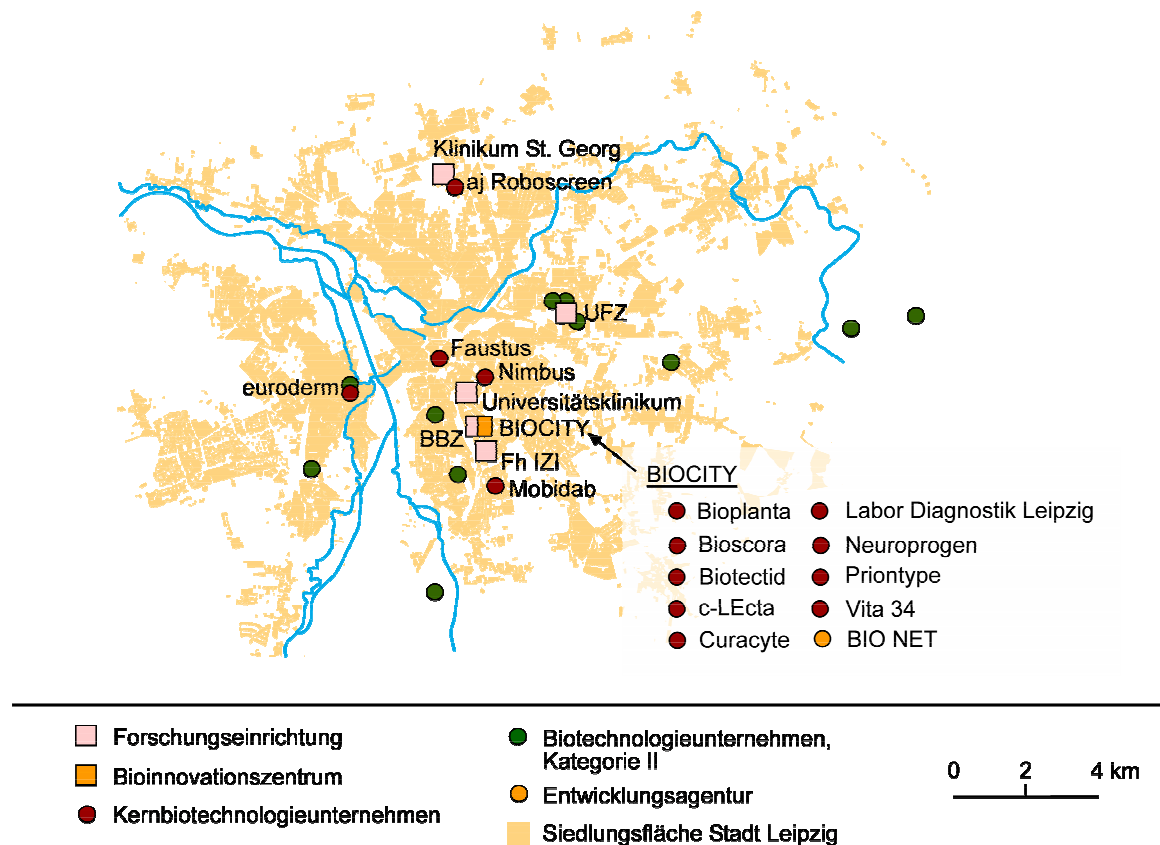 Klinikum St. Georg
aj Roboscreen
UFZ
Faustus
Nimbus
euroderm
Universitätsklinikum
BBZ
BIOCITY
Fh IZI
Mobidab
BIOCITY
Bioplanta
Bioscora
Biotectid
c-LEcta
Curacyte
Labor Diagnostik Leipzig
Neuroprogen
Priontype
Vita 34
BIO NET
Forschungseinrichtung
Bioinnovationszentrum
Kernbiotechnologieunternehmen
Biotechnologieunternehmen,
Kategorie II
Entwicklungsagentur
Siedlungsfläche Stadt Leipzig
0 2 4 km